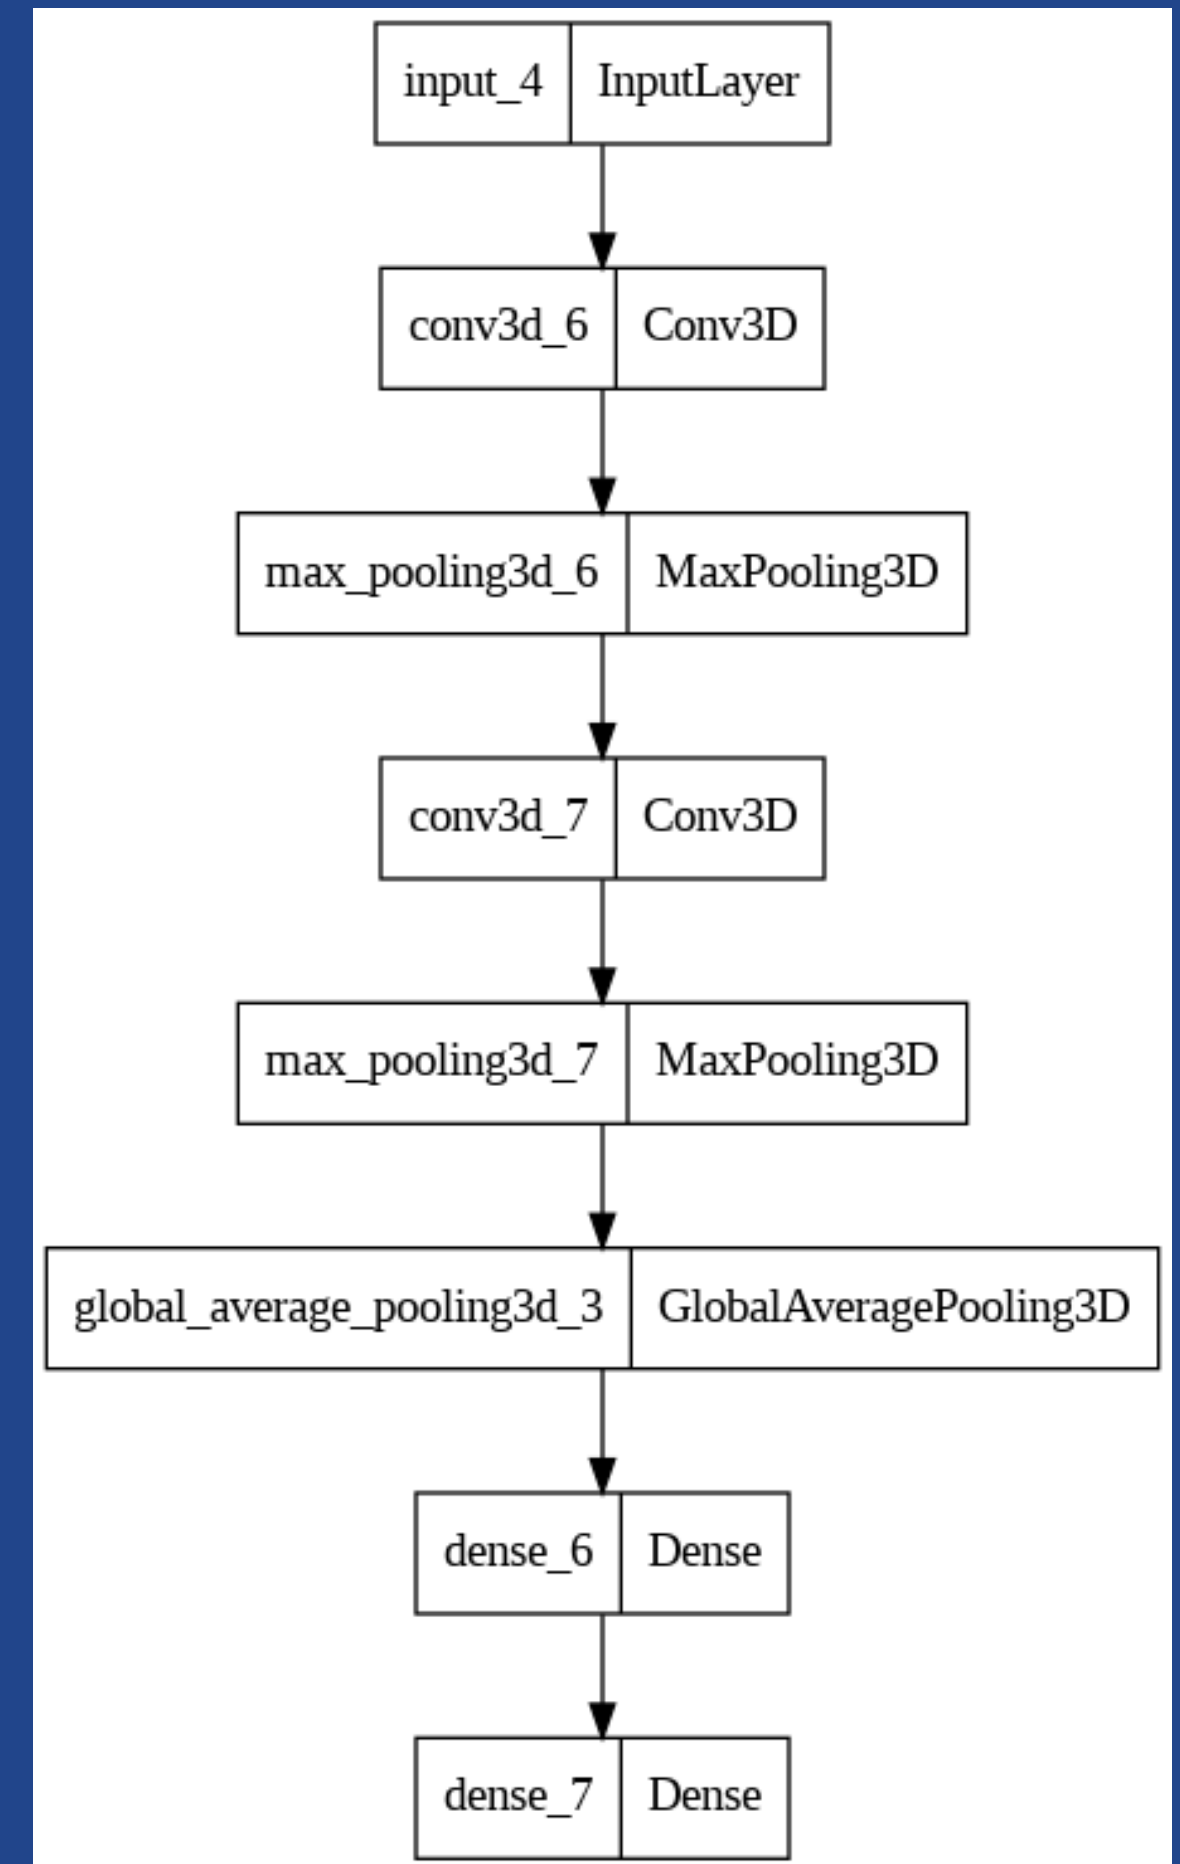 input_4 InputLayer
conv3d_6 Conv3D
max_pooling3d_6 MaxPooling3D
conv3d_7 Conv3D
max_pooling3d_7 MaxPooling3D
global_average_pooling3d_3 GlobalAveragePooling3D
dense_6 Dense
dense_7 Dense